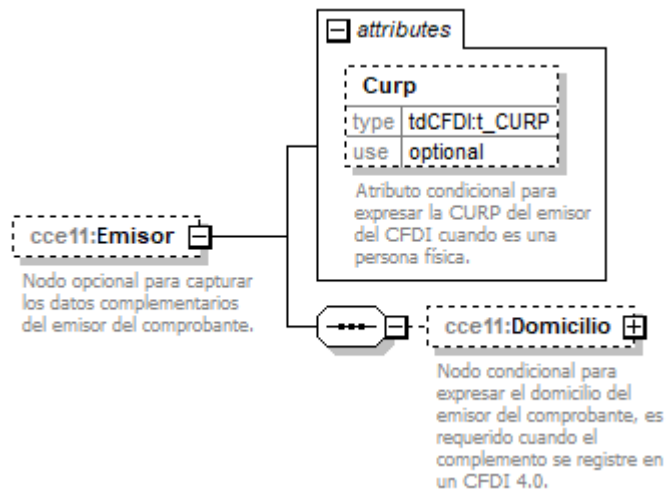 attributes
Curp
type tdCFDI:t_CURP
use optional
Atributo condicional para
expresar la CURP del emisor
del CFDI cuando es una
persona física.
cce11:Emisor
Nodo opcional para capturar
los datos complementarios
del emisor del comprobante.
cce11:Domicilio
Nodo condicional para
expresar el domicilio del
emisor del comprobante, es
requerido cuando el
complemento se registre en
un CFDI 4.0.